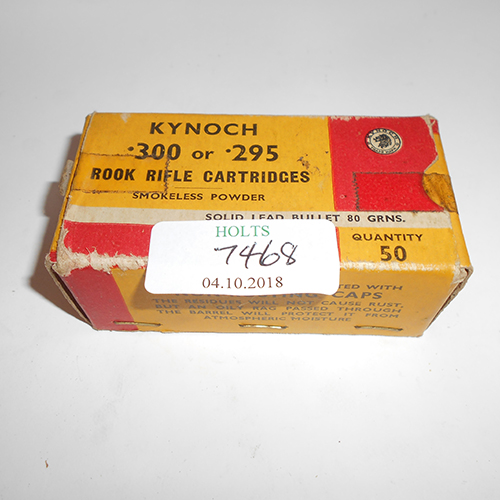 KYNOCH
·300 or ·295
ROOK RIFLE CARTRIDGES
SMOKELESS POWDER
SOLID LEAD BULLET 80 GRNS.
QUANTITY
50
HOLTS
7468
04.10.2018
WITH
CAPS
THE RESIDUES WILL NOT CAUSE RUST,
BUT AN OILY RAG PASSED THROUGH
THE BARREL WILL PROTECT IT FROM
ATMOSPHERIC MOISTURE